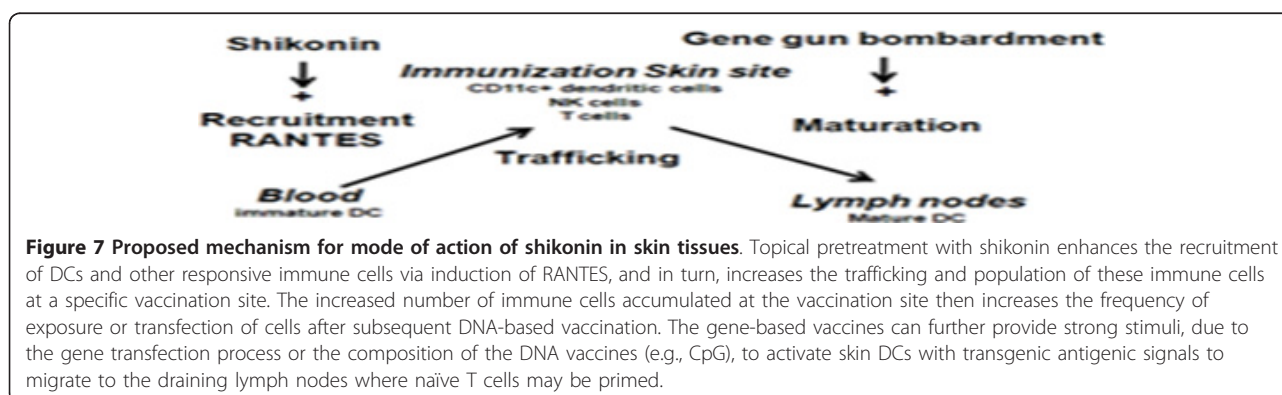 Shikonin
Gene gun bombardment
+
Immunization Skin site
CD11c+ dendritic cells
+
NK cells
Recruitment
T cells
Maturation
RANTES
Trafficking
Blood
immature DC
Lymph nodes
Mature DC
Figure 7 Proposed mechanism for mode of action of shikonin in skin tissues. Topical pretreatment with shikonin enhances the recruitment
of DCs and other responsive immune cells via induction of RANTES, and in turn, increases the trafficking and population of these immune cells
at a specific vaccination site. The increased number of immune cells accumulated at the vaccination site then increases the frequency of
exposure or transfection of cells after subsequent DNA-based vaccination. The gene-based vaccines can further provide strong stimuli, due to
the gene transfection process or the composition of the DNA vaccines (e.g., CpG), to activate skin DCs with transgenic antigenic signals to
migrate to the draining lymph nodes where naïve T cells may be primed.